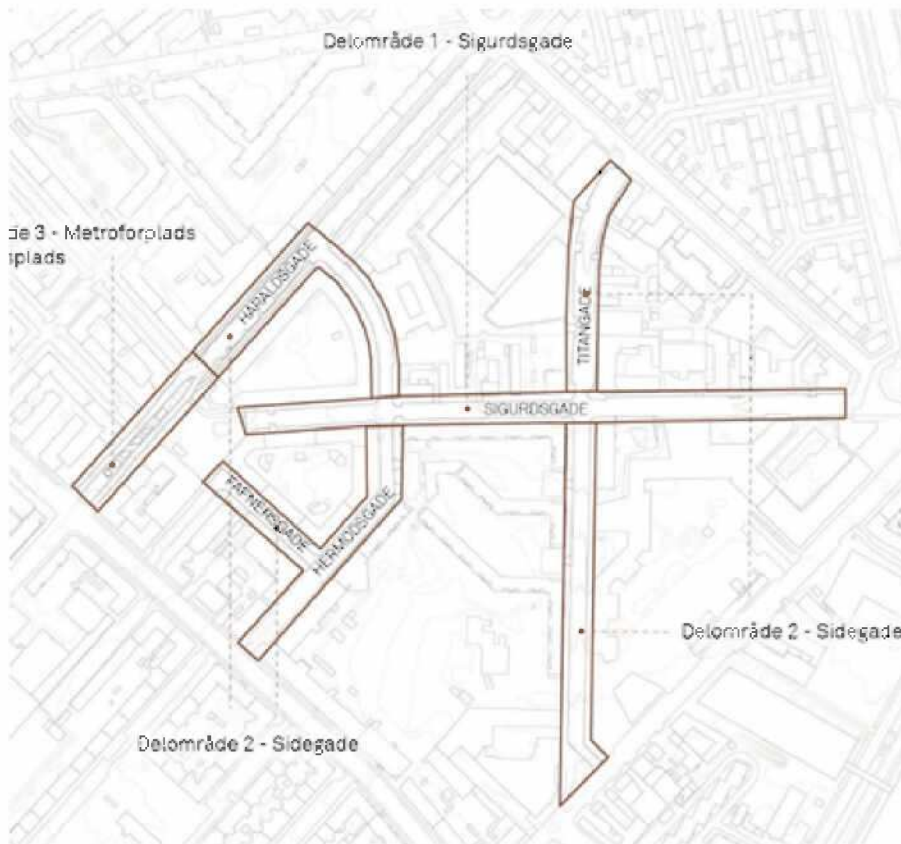 Delområde 1 - Sigurdsgade
de 3 - Metroforplads
splads
HARALDSGADE
TITANGADE
SIGURDSGADE
FAFNERSGADE
HERMODSGADE
Delområde 2 - Sidegade
Delområde 2 - Sidegade